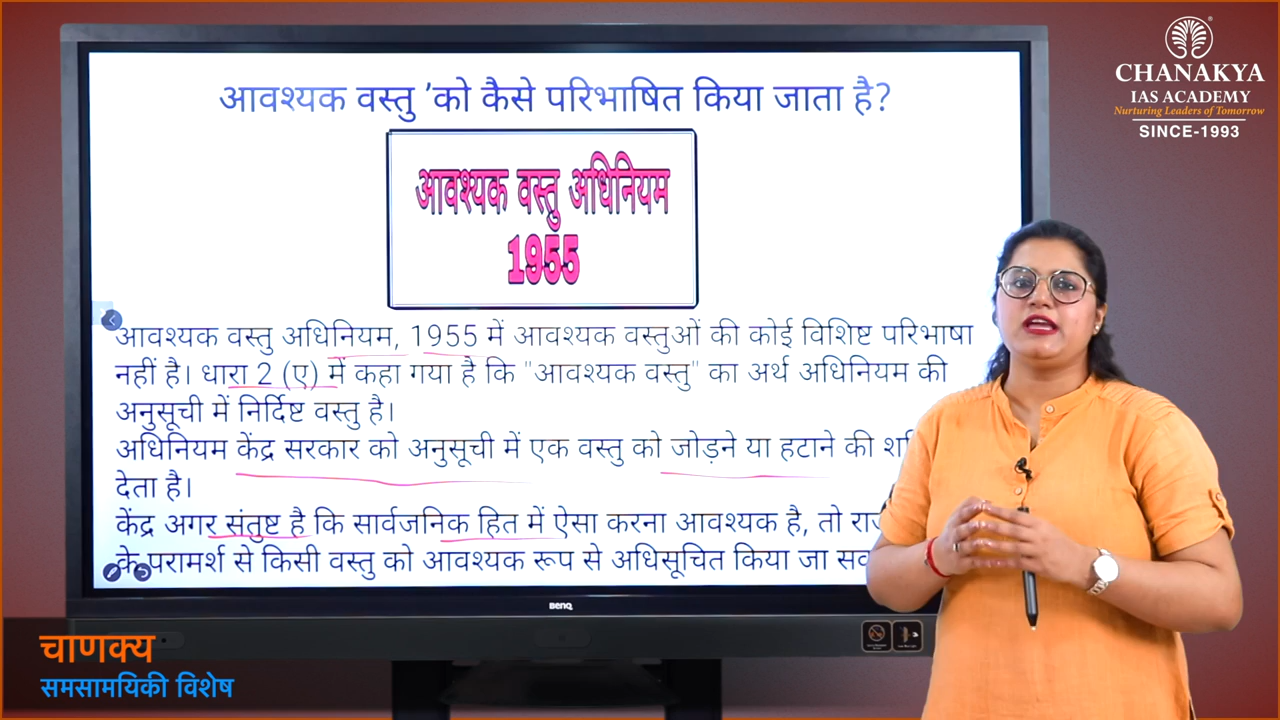 आवश्यक वस्तु 'को कैसे परिभाषित किया जाता है?
आवश्यक वस्तु अधिनियम
1955
आवश्यक वस्तु अधिनियम, 1955 में आवश्यक वस्तुओं की कोई विशिष्ट परिभाषा
नहीं है। धारा 2 (ए) में कहा गया है कि "आवश्यक वस्तु" का अर्थ अधिनियम की
अनुसूची में निर्दिष्ट वस्तु है।
अधिनियम केंद्र सरकार को अनुसूची में एक वस्तु को जोड़ने या हटाने की
देता है।
केंद्र अगर संतुष्ट है कि सार्वजनिक हित में ऐसा करना आवश्यक है, तो
के परामर्श से किसी वस्तु को आवश्यक रूप से अधिसूचित किया जा
BenQ
CHANAKYA
IAS ACADEMY
Nurturing Leaders of Tomorrow
SINCE-1993
चाणक्य
समसामयिकी विशेष